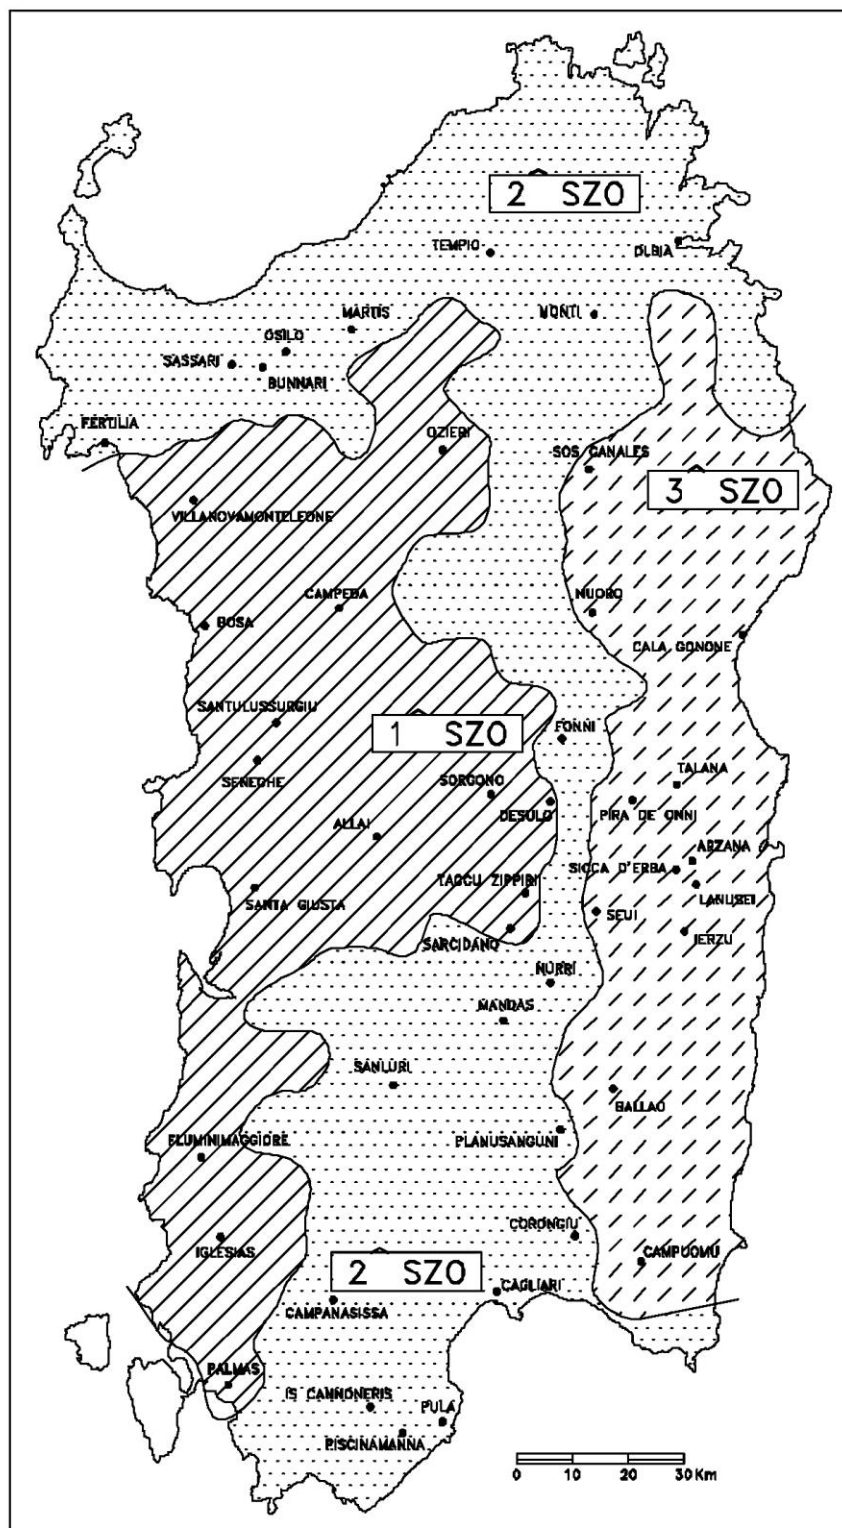 2^ SZO
TEMPIO
OLBIA
MARTIS
MONTI
OSILO
SASSARI
BUNNARI
FERTILIA
OZIERI
SOS CANALES
3^ SZO
VILLANOVAMONTELEONE
CAMPEDA
NUORO
BOSA
CALA GONONE
SANTULUSSURGIU
1^ SZO
FONNI
SENEGHE
TALANA
SORGONO
DESULO
PIRA DE ONNI
ALLAI
ARZANA
SICCA D'ERBA
TACCU ZIPPIRI
LANUSEI
SANTA GIUSTA
SEUI
JERZU
SARCIDANO
NURRI
MANDAS
SANLURI
BALLAO
FLUMINIMAGGIORE
PLANUSANGUNI
CORONGIU
IGLESIAS
CAMPUOMU
2^ SZO
CAGLIARI
CAMPANASISSA
PALMAS
IS CANNONERIS
PULA
PISCINAMANNA
0 10 20 30 Km